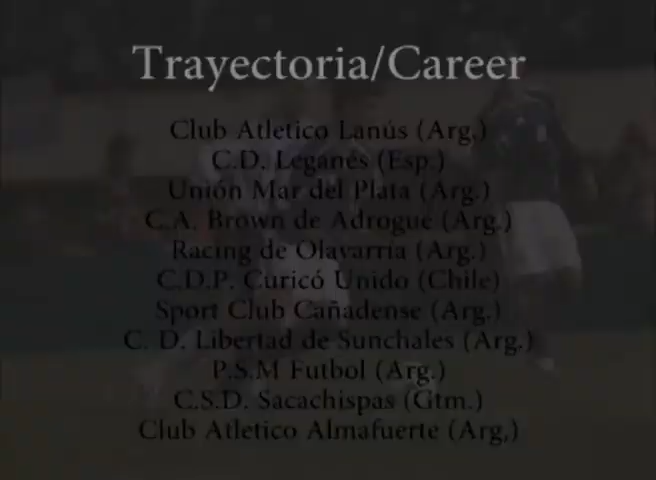 Trayectoria/Career
Club Atletico Lanús (Arg.)
C.D. Leganés (Esp.)
Unión Mar del Plata (Arg.)
C.A. Brown de Adrogue (Arg.)
Racing de Olavarría (Arg.)
C.D.P. Curicó Unido (Chile)
Sport Club Cañadense (Arg.)
C. D. Libertad de Sunchales (Arg.)
P.S.M Futbol (Arg.)
C.S.D. Sacachispas (Gtm.)
Club Atletico Almafuerte (Arg,)